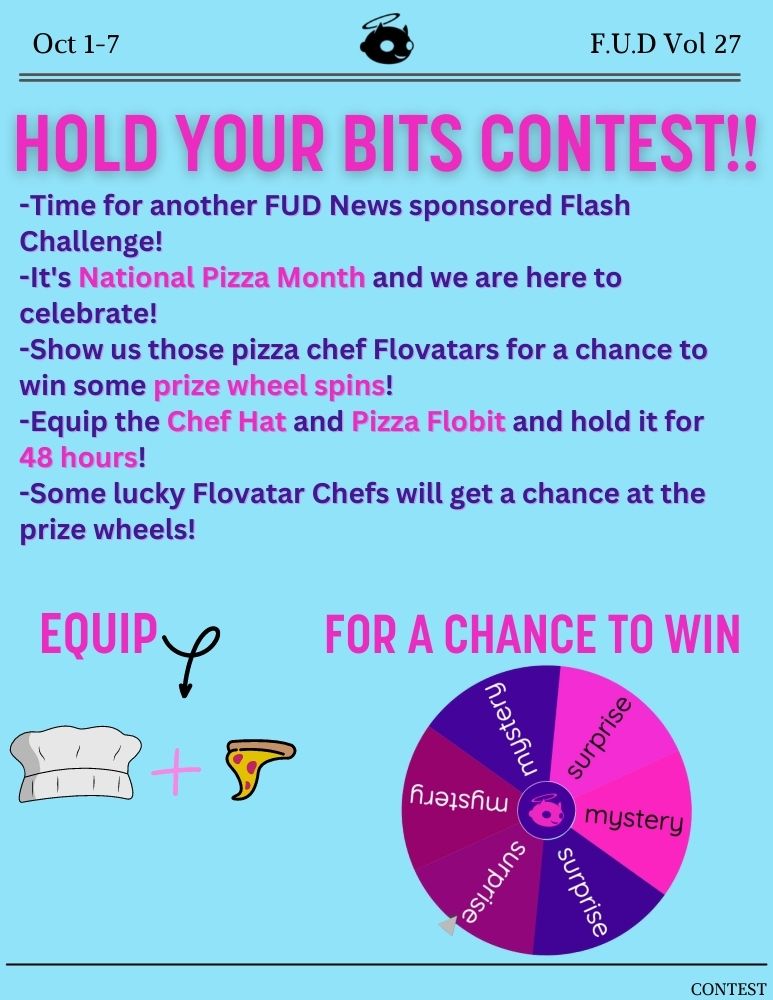 Oct 1-7
F.U.D Vol 27
HOLD YOUR BITS CONTEST!!
-Time for another FUD News sponsored Flash
Challenge!
-It's National Pizza Month and we are here to
celebrate!
-Show us those pizza chef Flovatars for a chance to
win some prize wheel spins!
-Equip the Chef Hat and Pizza Flobit and hold it for
48 hours!
-Some lucky Flovatar Chefs will get a chance at the
prize wheels!
EQUIP
FOR A CHANCE TO WIN
mystery
surprise
mystery
mystery
surprise
surprise
CONTEST